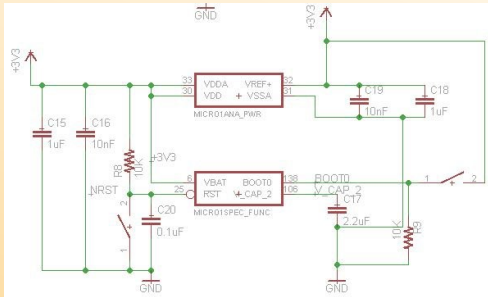 GND
+3V3
+3V3
33 VDDA VREF+ 32
30 VDD VSSA 31
MICRO1ANA_PWR
C15
1uF
C16
10nF
C19
10nF
C18
1uF
R8
10K
+3V3
NRST
6 VBAT BOOT0 138
25 RST V_CAP_2 106
MICRO1SPEC_FUNC
BOOT0
V_CAP_2
1 2
C20
0.1uF
C17
2.2uF
10K
R9
2
1
GND
GND